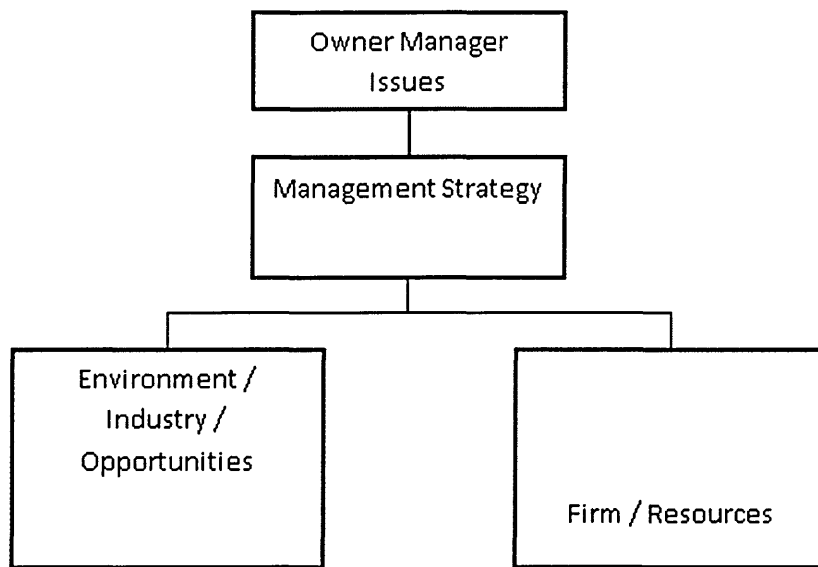 Owner Manager
Issues
Management Strategy
Environment /
Industry /
Opportunities
Firm / Resources